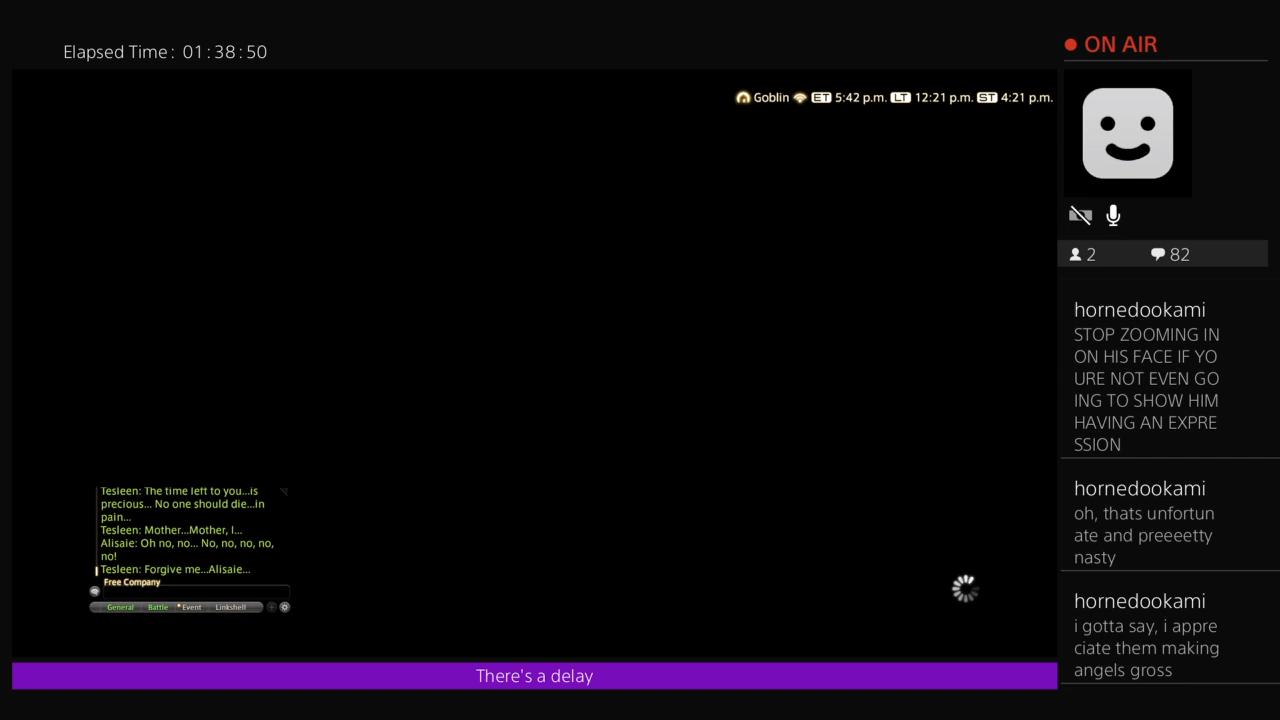 Elapsed Time: 01:38:50
ON AIR
Goblin ET 5:42 p.m. LT 12:21 p.m. ST 4:21 p.m.
2 82
hornedookami
STOP ZOOMING IN
ON HIS FACE IF YO
URE NOT EVEN GO
ING TO SHOW HIM
HAVING AN EXPRE
SSION
hornedookami
oh, thats unfortun
ate and preeeetty
nasty
hornedookami
i gotta say, i appre
ciate them making
angels gross
Tesleen: The time left to you...is
precious... No one should die...in
pain...
Tesleen: Mother...Mother, I...
Alisaie: Oh no, no... No, no, no, no,
no!
Tesleen: Forgive me...Alisaie...
Free Company
General Battle Event Linkshell
There's a delay